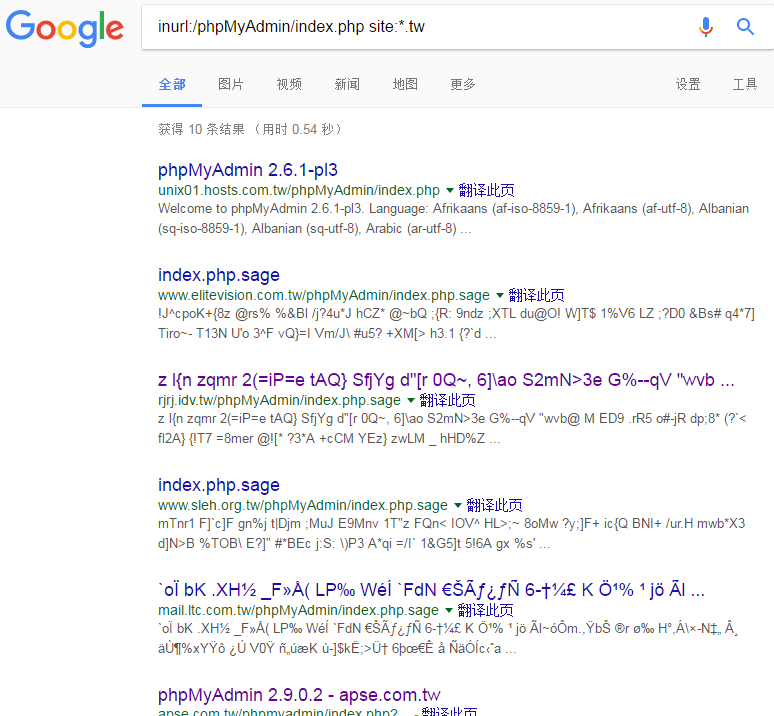 Google
inurl:/phpMyAdmin/index.php site:*.tw
全部 图片 视频 新闻 地图 更多 设置 工具
获得 10 条结果 （用时 0.54 秒）
phpMyAdmin 2.6.1-pl3
unix01.hosts.com.tw/phpMyAdmin/index.php 翻译此页
Welcome to phpMyAdmin 2.6.1-pl3. Language: Afrikaans (af-iso-8859-1), Afrikaans (af-utf-8), Albanian
(sq-iso-8859-1), Albanian (sq-utf-8), Arabic (ar-utf-8) ...
index.php.sage
www.elitevision.com.tw/phpMyAdmin/index.php.sage 翻译此页
!J^cpoK+{8z @rs% %&Bl /j?4u*J hCZ* @~bQ ;{R: 9ndz ;XTL du@O! W]T$ 1%V6 LZ ;?D0 &Bs# q4*7]
Tiro~- T13N U'o 3^F vQ}=I Vm/J\ #u5? +XM[> h3.1 {?`d ...
z l{n zqmr 2(=iP=e tAQ} SfjYg d"[r 0Q~, 6]\ao S2mN>3e G%--qV "wvb ...
rjrj.idv.tw/phpMyAdmin/index.php.sage 翻译此页
z l{n zqmr 2(=iP=e tAQ} SfjYg d"[r 0Q~, 6]\ao S2mN>3e G%--qV "wvb@ M ED9 .rR5 o#-jR dp;8* (?`<
fl2A} {!T7 =8mer @![* ?3*A +cCM YEz} zwLM _ hHD%Z ...
index.php.sage
www.sleh.org.tw/phpMyAdmin/index.php.sage 翻译此页
mTnr1 F]`c]F gn%j t|Djm ;MuJ E9Mnv 1T"z FQn< IOV^ HL>;~ 8oMw ?y;]F+ ic{Q BNI+ /ur.H mwb*X3
d]N>B %TOB\ E?]" #*BEc j:S: \)P3 A*qi =/I` 1&G5]t 5!6A gx %s' ...
`oÏ bK .XH½ _F»Å( LP‰ WéÍ `FdN €ŠÃƒ¿ƒÑ 6-†¼£ K Ö¹% ¹ jö Ãl ...
mail.ltc.com.tw/phpMyAdmin/index.php.sage 翻译此页
`oÏ bK .XH½ _F»Å( LP‰ WéÍ `FdN €ŠÃƒ¿ƒÑ 6-†¼£ K Ö¹% ¹ jö Ãl~óÔm.,ŸbŠ ®r ø‰ H°,Á\×-N‡„ Â¸
äÙ¶%xYŸô ¿Ú V0Ÿ ñ„úæK ù-]$kË;>Ü† 6þœ€Ê å ÑäÓÍc‹ˆa ...
phpMyAdmin 2.9.0.2 - apse.com.tw
apse.com.tw/phpmyadmin/index.php?... - 翻译此页